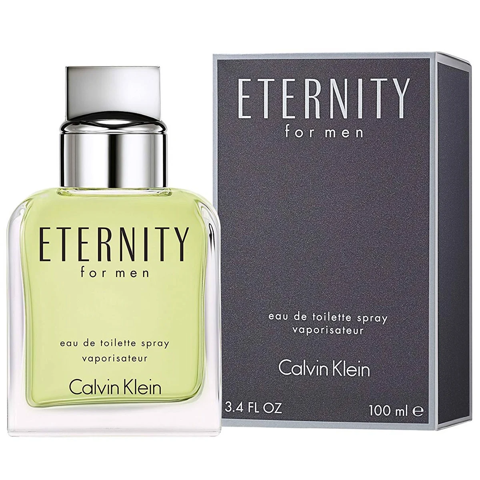 ETERNITY
for men
eau de toilette spray
vaporisateur
Calvin Klein
ETERNITY
for men
eau de toilette spray
vaporisateur
Calvin Klein
3.4 FL OZ 100 ml e